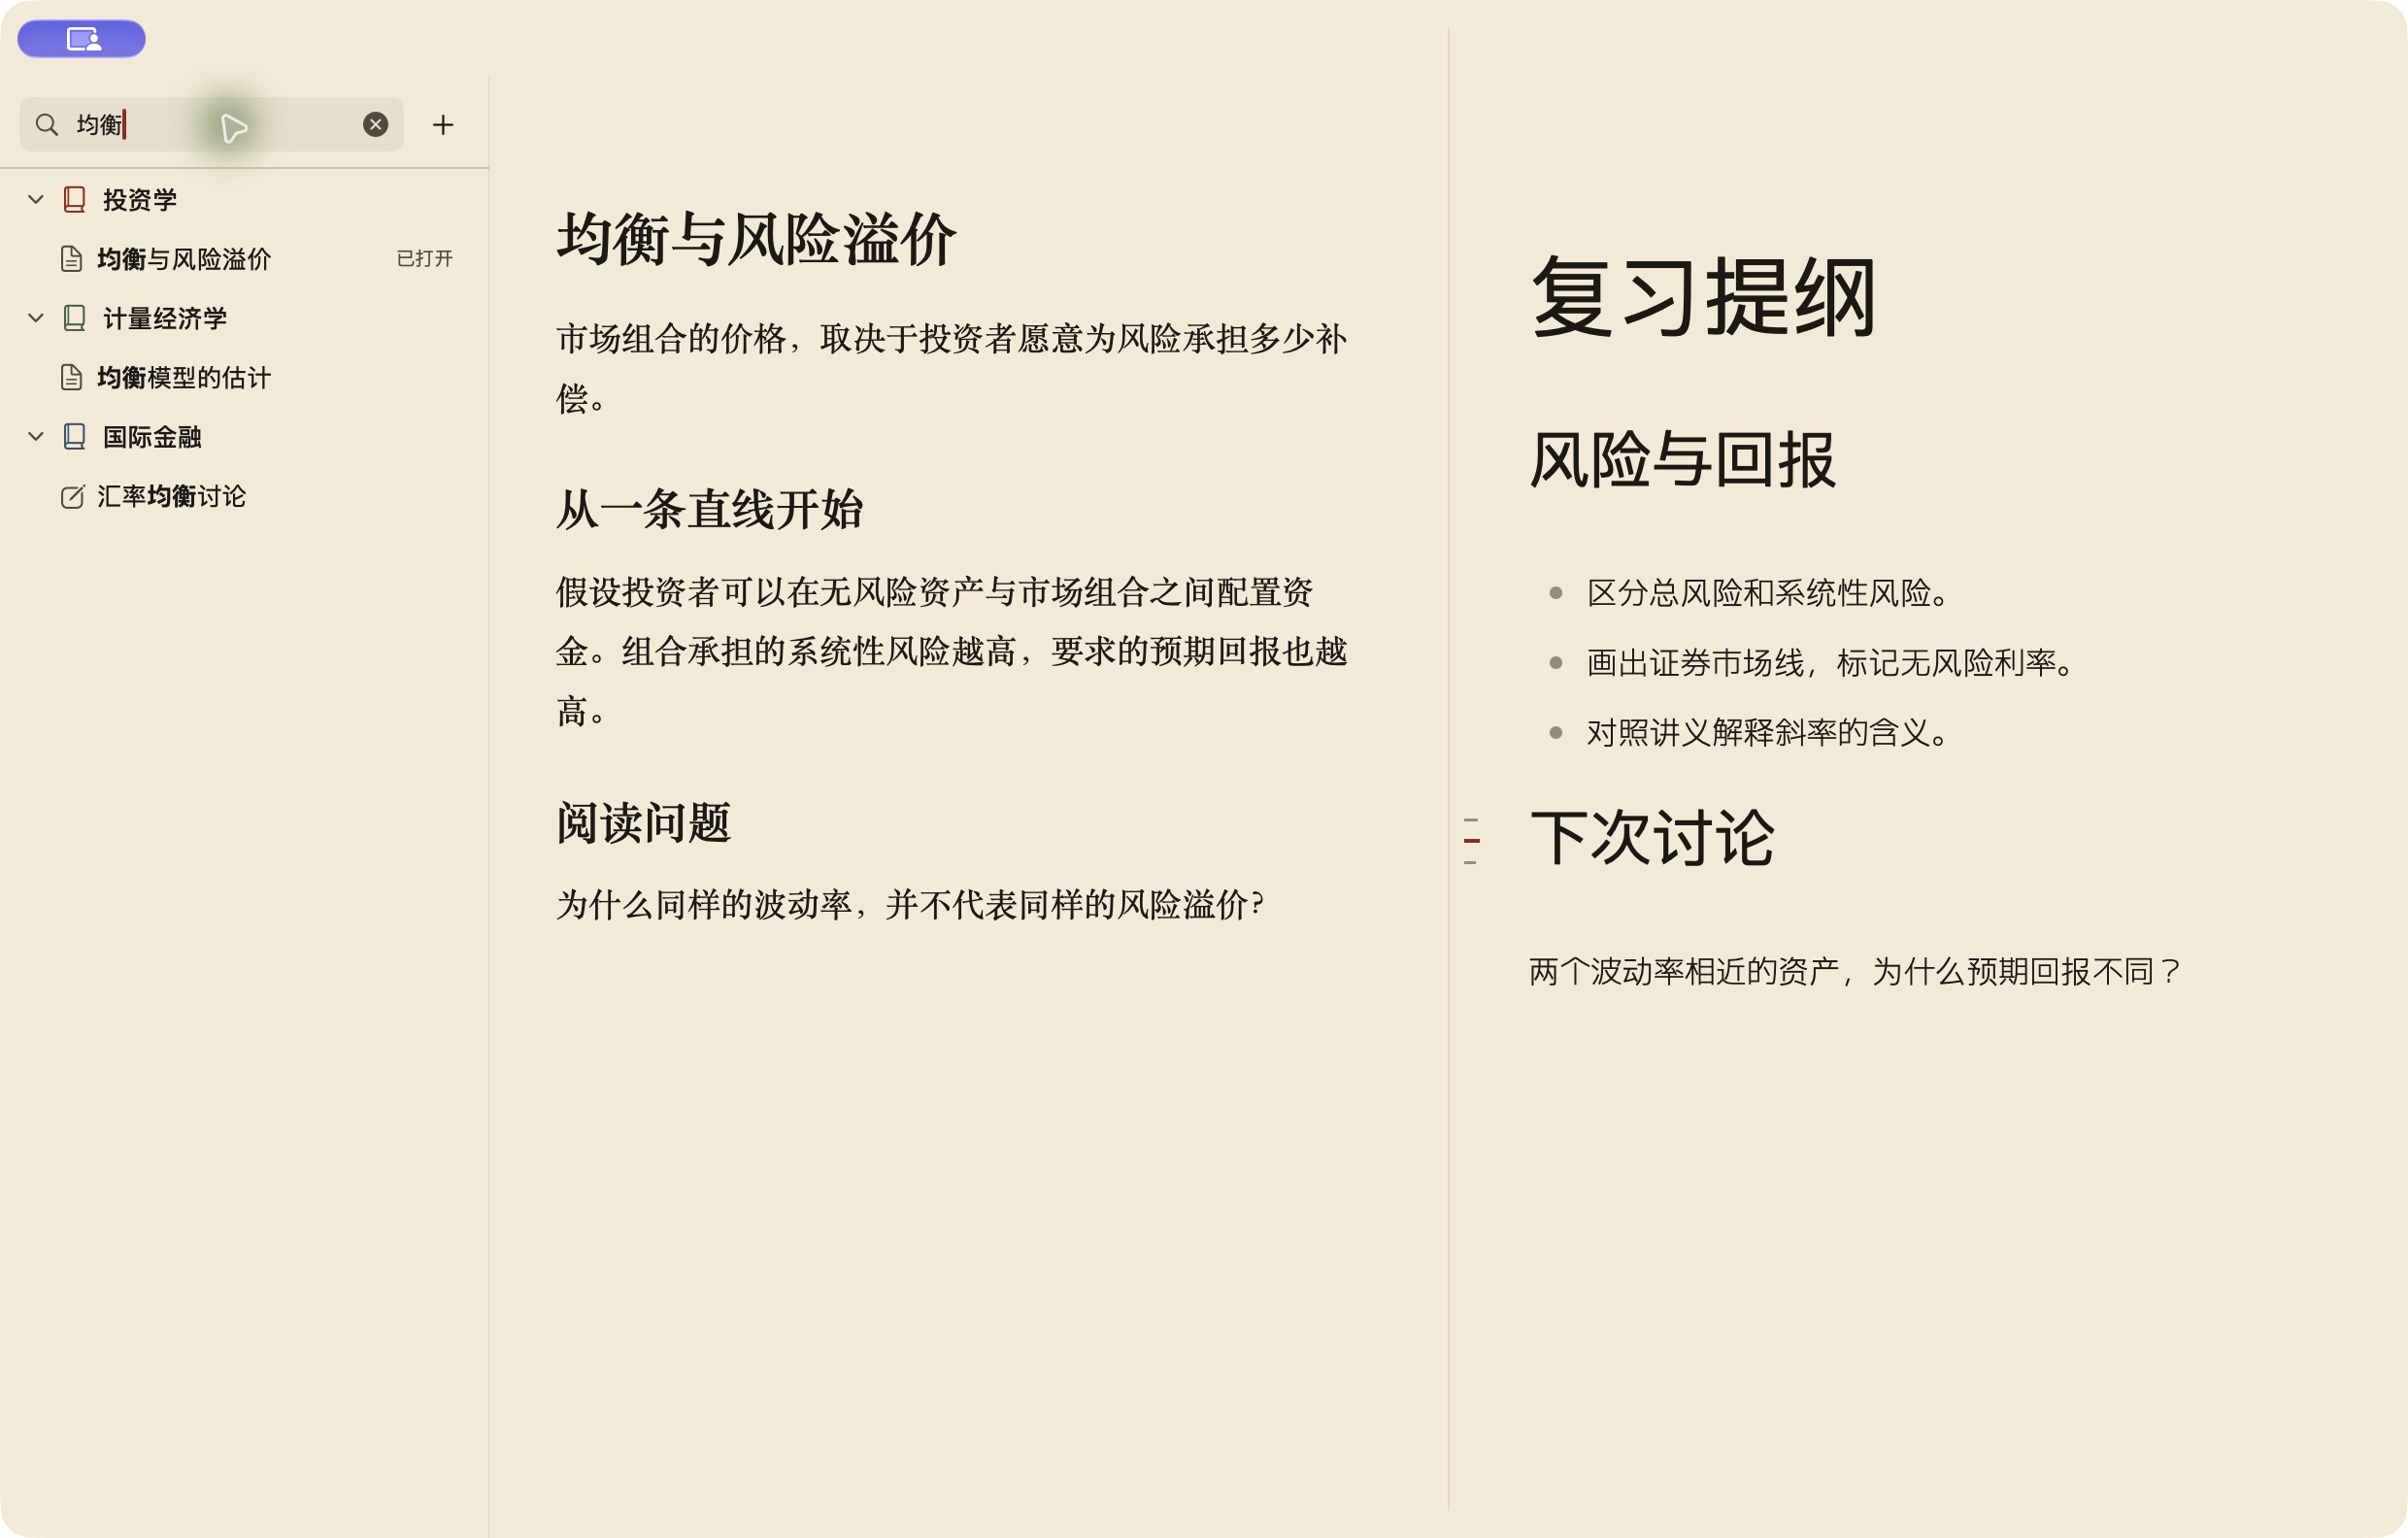 均衡
投资学
均衡与风险溢价
已打开
计量经济学
均衡模型的估计
国际金融
汇率均衡讨论
均衡与风险溢价
市场组合的价格，取决于投资者愿意为风险承担多少补
偿。
从一条直线开始
假设投资者可以在无风险资产与市场组合之间配置资
金。组合承担的系统性风险越高，要求的预期回报也越
高。
阅读问题
为什么同样的波动率，并不代表同样的风险溢价？
复习提纲
风险与回报
区分总风险和系统性风险。
画出证券市场线，标记无风险利率。
对照讲义解释斜率的含义。
下次讨论
两个波动率相近的资产，为什么预期回报不同？